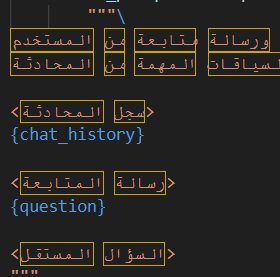 """\
ورسالة متابعة من المستخدم
لسياقات المهمة من المحادثة
<سجل المحادثة>
{chat_history}
<رسالة المتابعة>
{question}
<السؤال المستقل>
"""